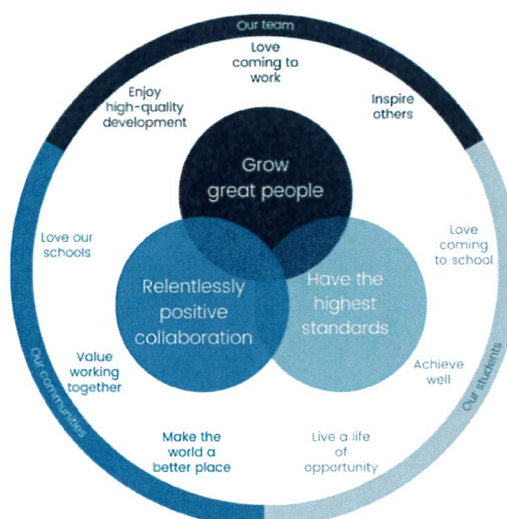 Our team
Love
coming to
work
Enjoy
high-quality
development
Inspire
others
Grow
great people
Love our
schools
Love
coming
to school
Relentlessly
positive
collaboration
Have the
highest
standards
Value
working
together
Achieve
well
Our communities
Our students
Make the
world a
better place
Live a life
of
opportunity